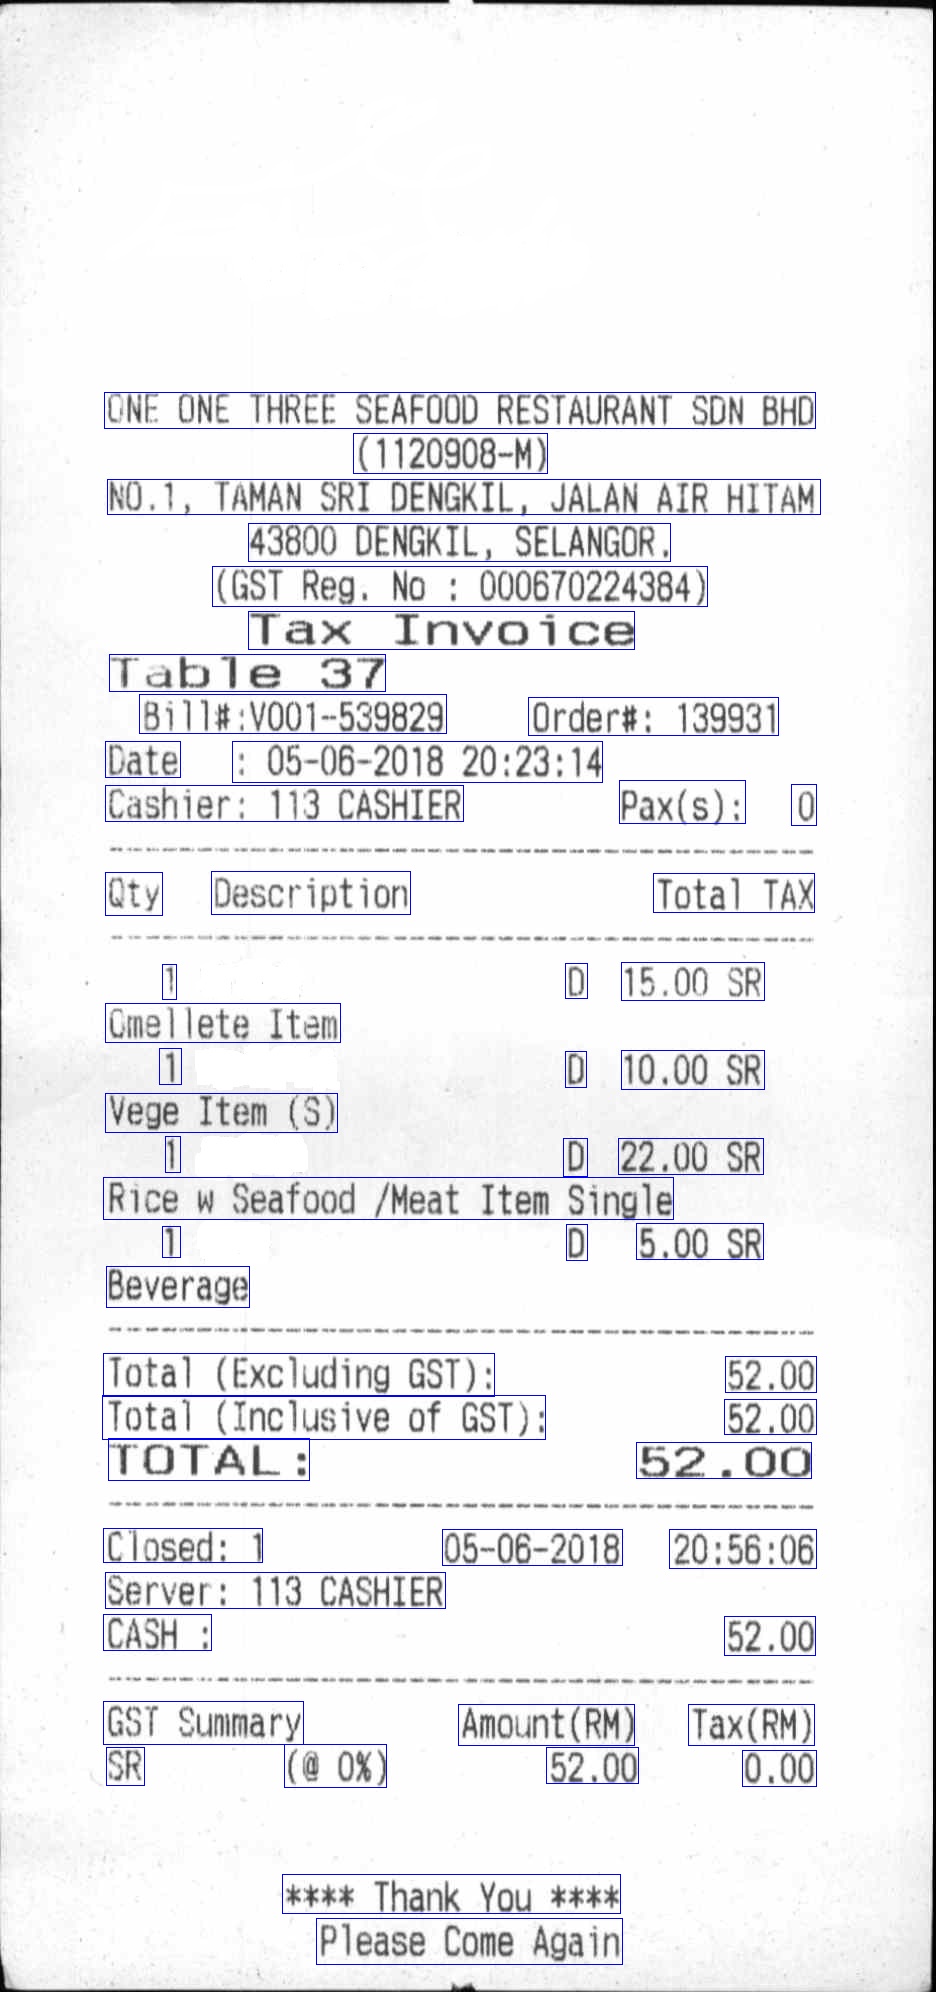 ONE ONE THREE SEAFOOD RESTAURANT SDN BHD
(1120908-M)
NO.1, TAMAN SRI DENGKIL, JALAN AIR HITAM
43800 DENGKIL, SELANGOR.
(GST Reg. No : 000670224384)
Tax Invoice
Table 37
Bill#:V001-539829 Order#: 139931
Date : 05-06-2018 20:23:14
Cashier: 113 CASHIER Pax(s): 0
Qty Description Total TAX
1 D 15.00 SR
Omellete Item
1 D 10.00 SR
Vege Item (S)
1 D 22.00 SR
Rice w Seafood /Meat Item Single
1 D 5.00 SR
Beverage
Total (Excluding GST): 52.00
Total (Inclusive of GST): 52.00
TOTAL: 52.00
Closed: 1 05-06-2018 20:56:06
Server: 113 CASHIER
CASH : 52.00
GST Summary Amount(RM) Tax(RM)
SR (@ 0%) 52.00 0.00
**** Thank You ****
Please Come Again